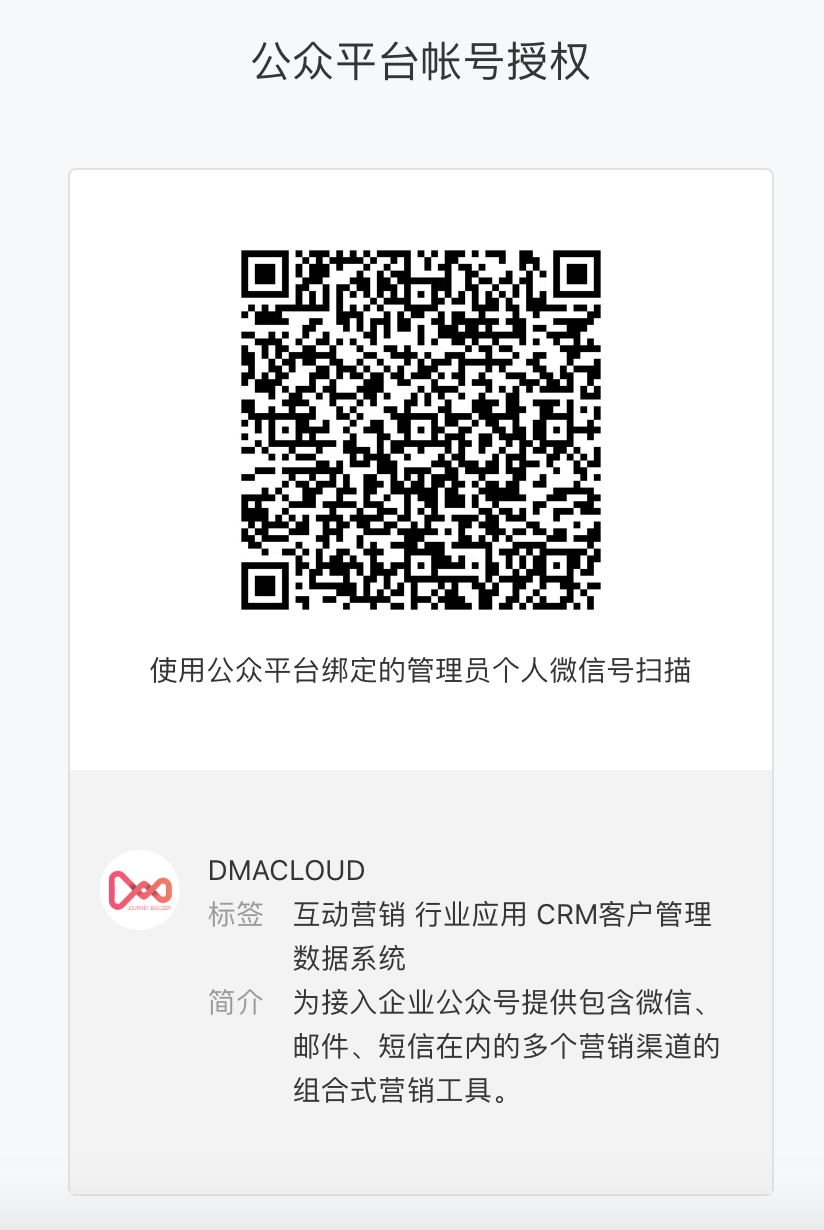 公众平台帐号授权
使用公众平台绑定的管理员个人微信号扫描
DMACLOUD
标签 互动营销 行业应用 CRM客户管理
数据系统
简介 为接入企业公众号提供包含微信、
邮件、短信在内的多个营销渠道的
组合式营销工具。
JOURNEY BUILDER